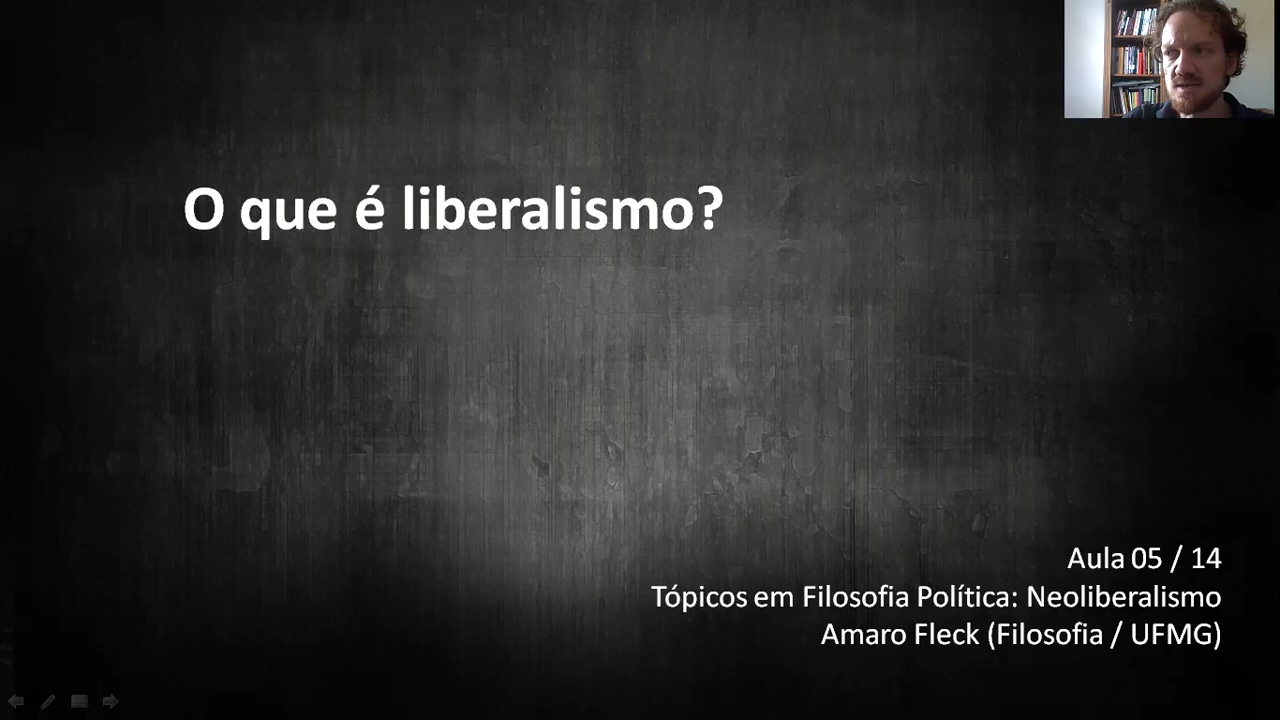 O que é liberalismo?
Aula 05 / 14
Tópicos em Filosofia Política: Neoliberalismo
Amaro Fleck (Filosofia / UFMG)